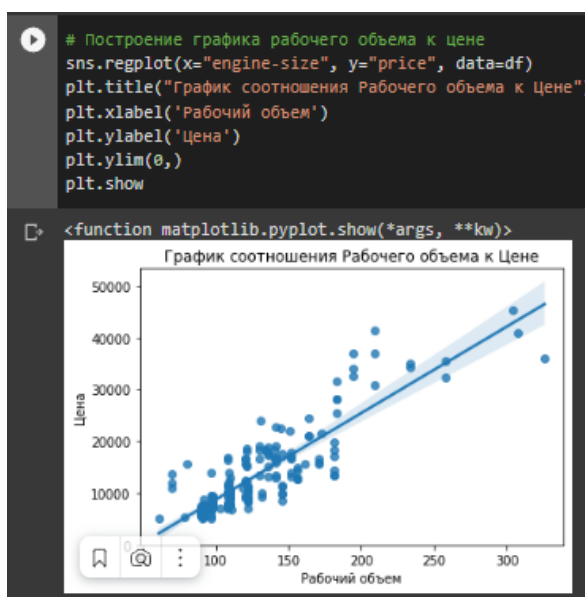 # Построение графика рабочего объема к цене
sns.regplot(x="engine-size", y="price", data=df)
plt.title("График соотношения Рабочего объема к Цене"
plt.xlabel('Рабочий объем')
plt.ylabel('Цена')
plt.ylim(0,)
plt.show
<function matplotlib.pyplot.show(*args, **kw)>
График соотношения Рабочего объема к Цене
50000
40000
30000
20000
10000
0
Цена
100 150 200 250 300
Рабочий объем